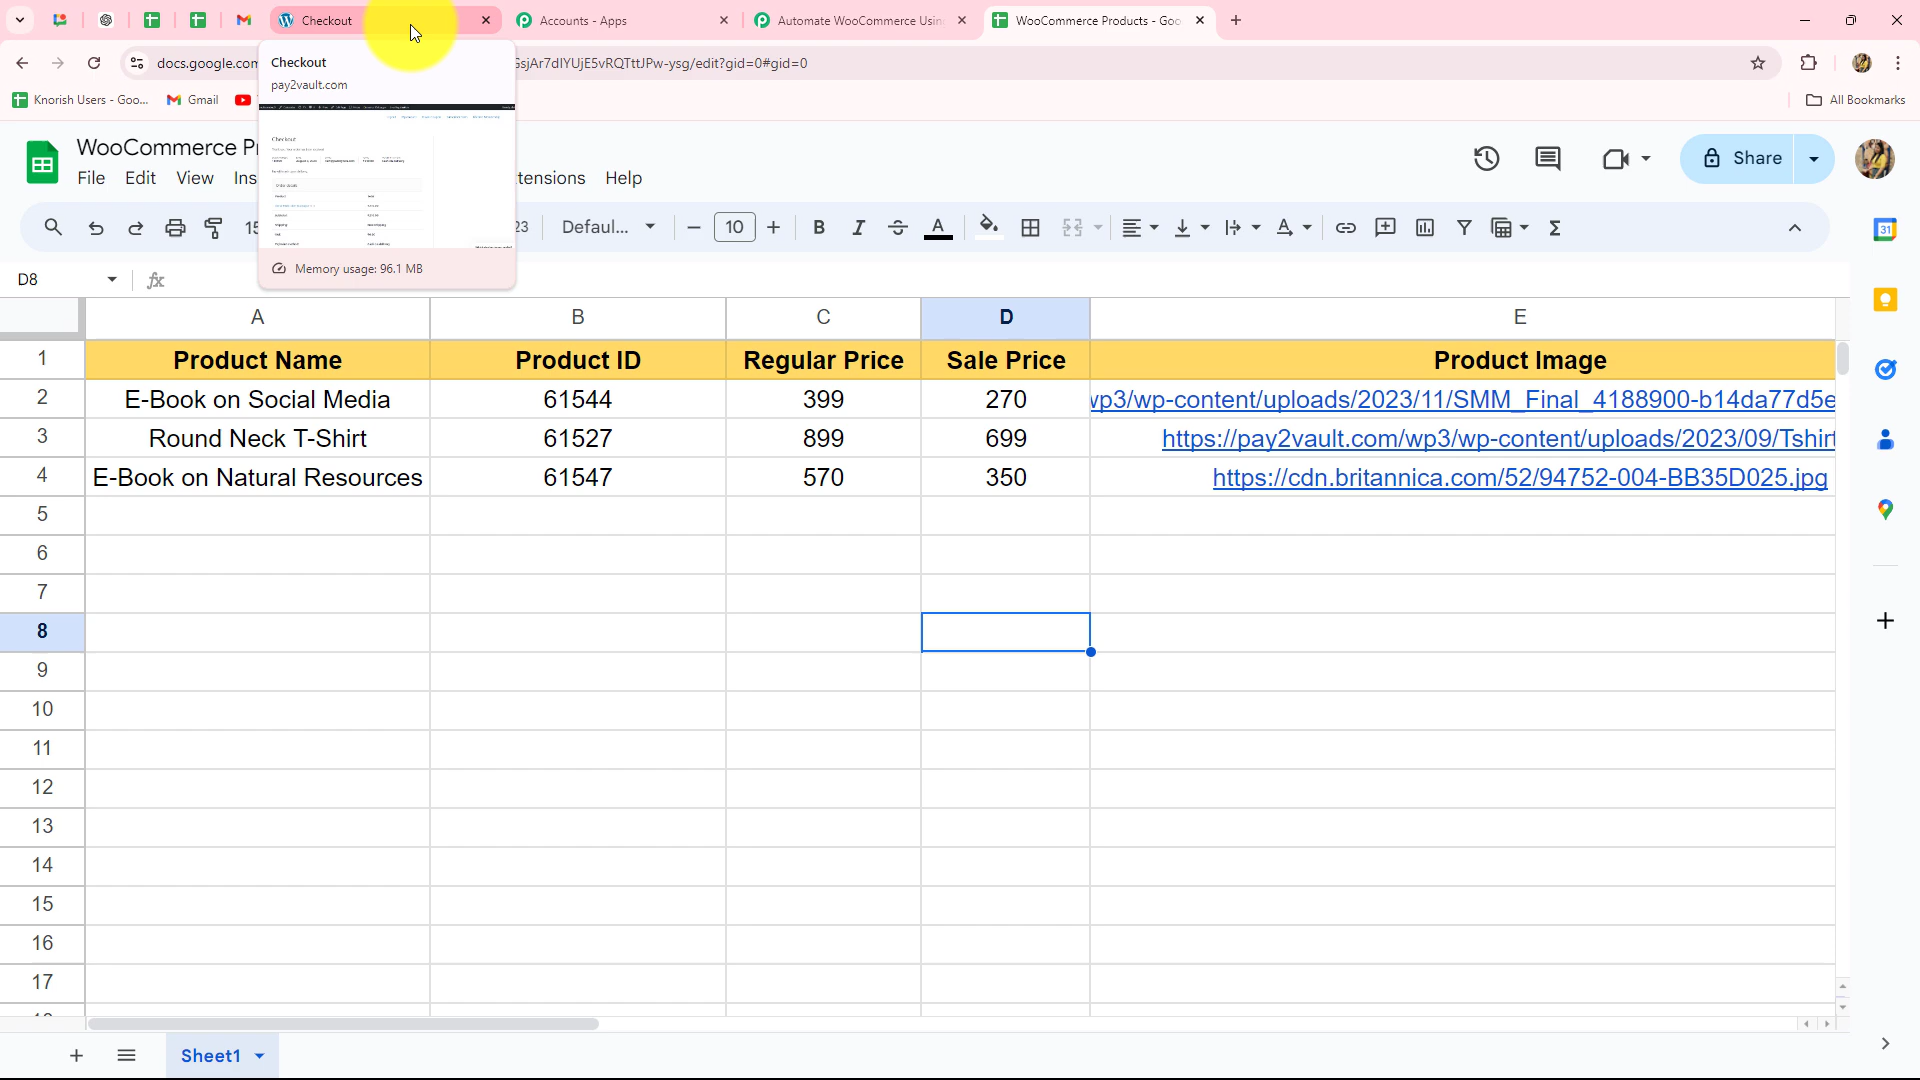 Checkout
Accounts - Apps
Automate WooCommerce Usin
WooCommerce Products - Goo
docs.google.com
GsjAr7dlYUjE5vRQTttJPw-ysg/edit?gid=0#gid=0
Knorish Users - Goo...
Gmail
All Bookmarks
Checkout
pay2vault.com
Checkout
Memory usage: 96.1 MB
WooCommerce Pr
File Edit View Ins tensions Help
Share
15 23 Defaul... 10
D8
A B C D E
1 Product Name Product ID Regular Price Sale Price Product Image
2 E-Book on Social Media 61544 399 270 vp3/wp-content/uploads/2023/11/SMM_Final_4188900-b14da77d5e
3 Round Neck T-Shirt 61527 899 699 https://pay2vault.com/wp3/wp-content/uploads/2023/09/Tshirt
4 E-Book on Natural Resources 61547 570 350 https://cdn.britannica.com/52/94752-004-BB35D025.jpg
5
6
7
8
9
10
11
12
13
14
15
16
17
Sheet1
31